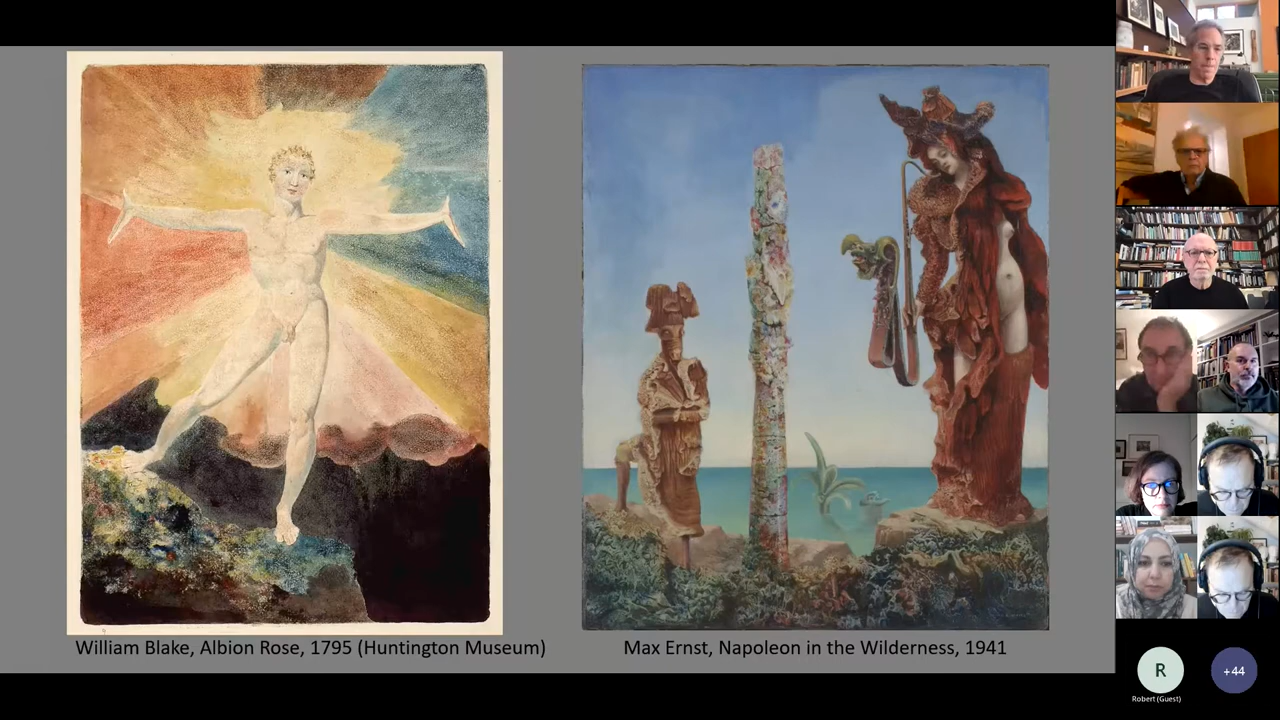 William Blake, Albion Rose, 1795 (Huntington Museum)
Max Ernst, Napoleon in the Wilderness, 1941
R
Robert (Guest)
+44